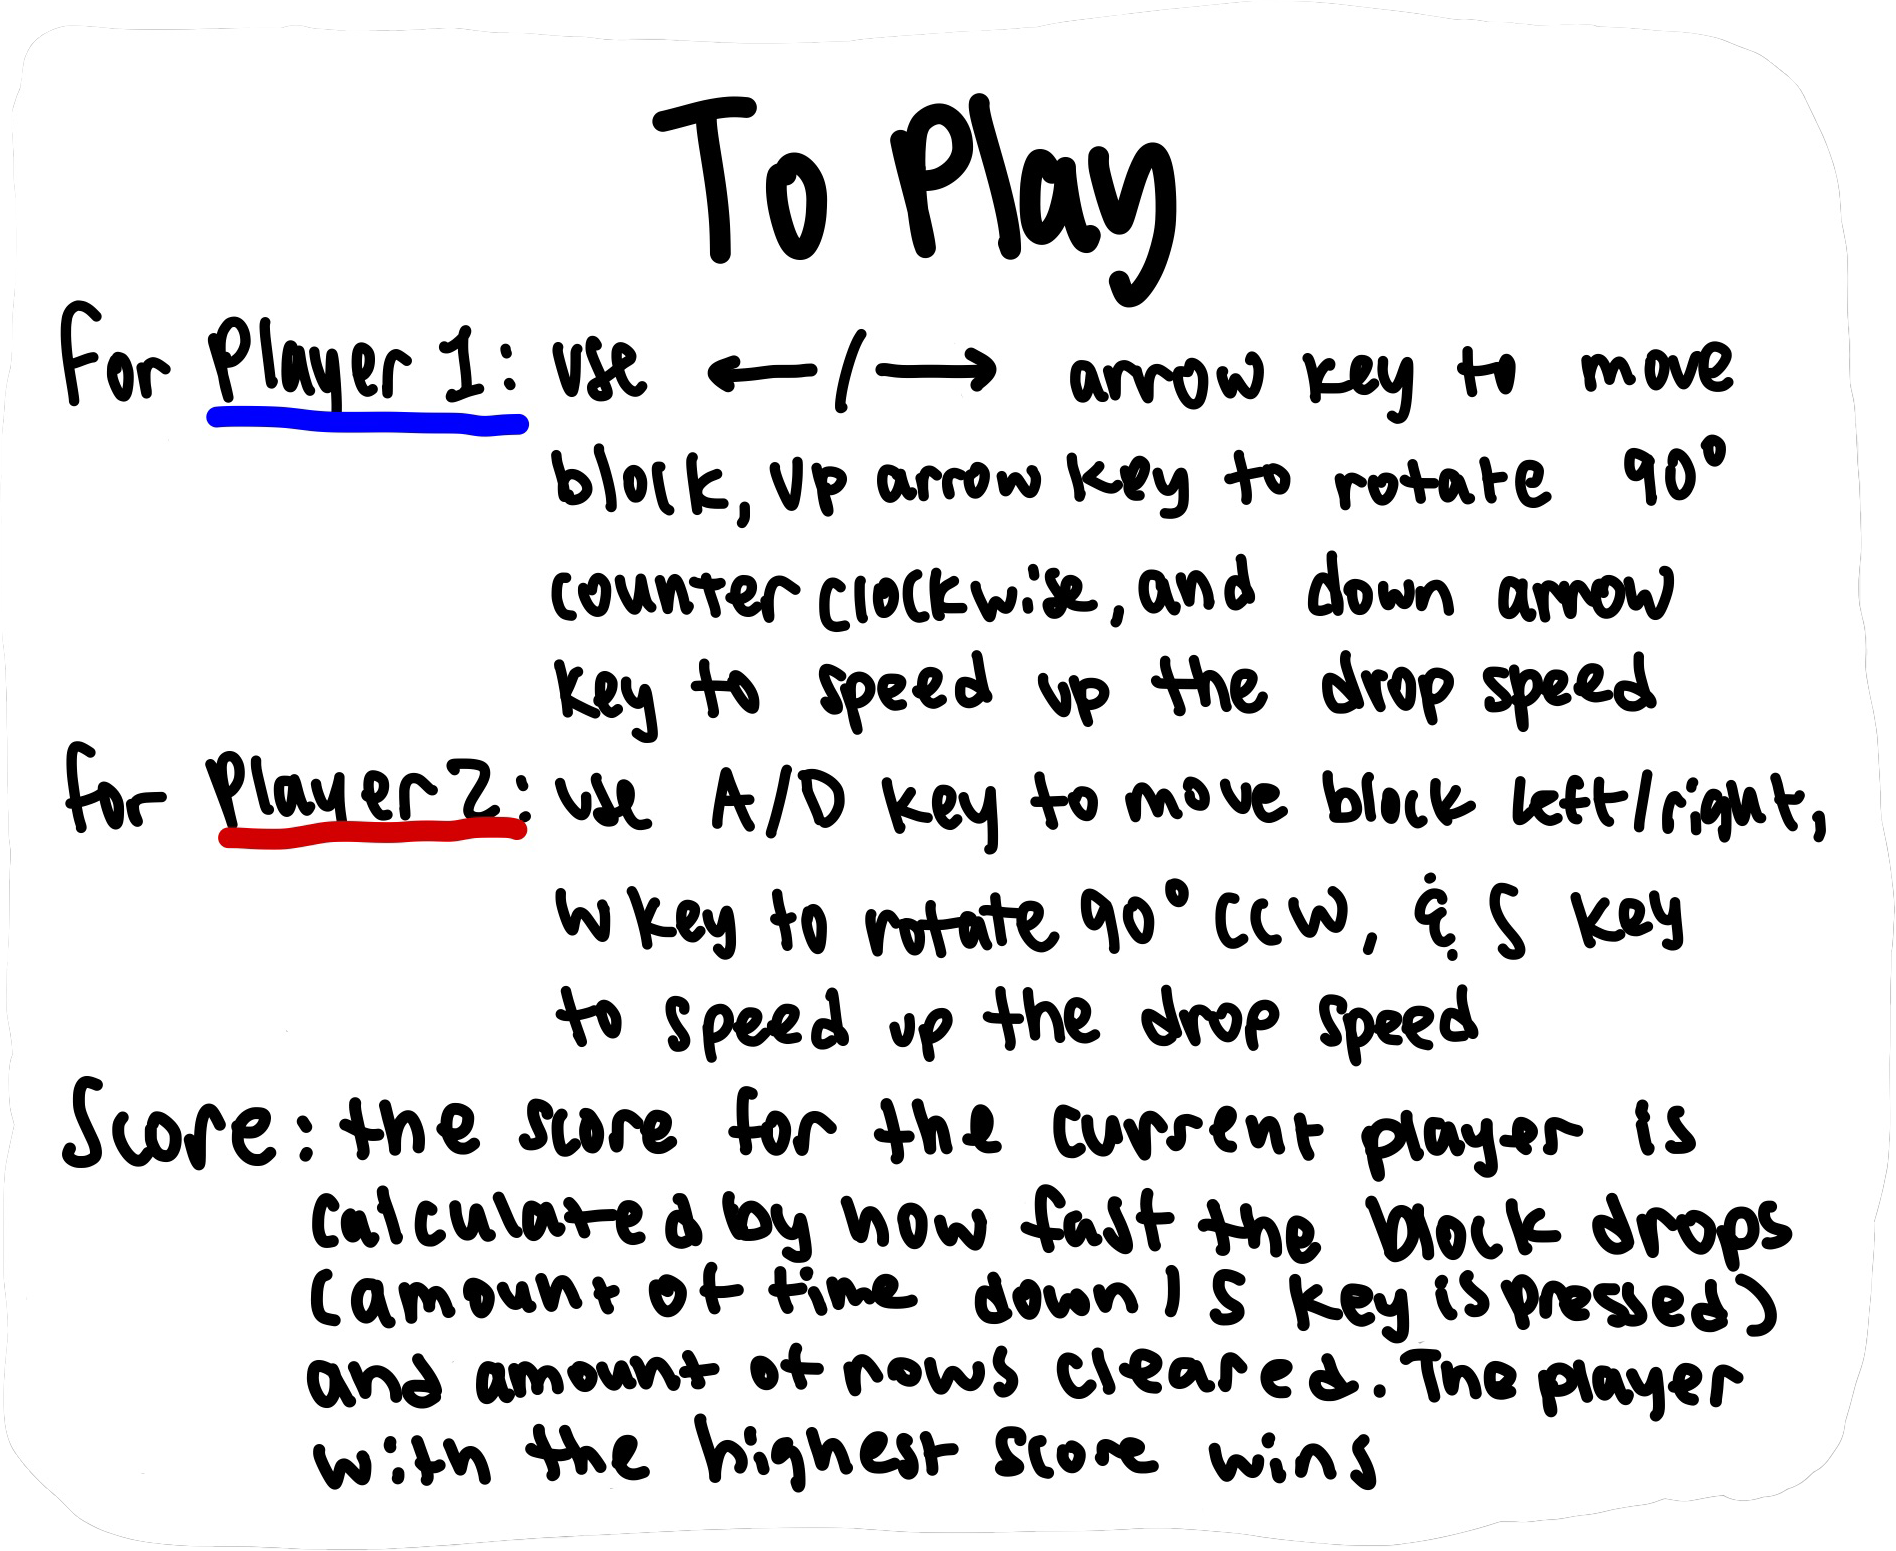 To Play
For Player 1: use ←/→ arrow key to move
block, up arrow key to rotate 90°
counter clockwise, and down arrow
key to speed up the drop speed
for Player 2: use A/D key to move block left/right,
W key to rotate 90° CCW, & S key
to speed up the drop speed
Score: the score for the current player is
calculated by how fast the block drops
(amount of time down / S key is pressed)
and amount of rows cleared. The player
with the highest score wins